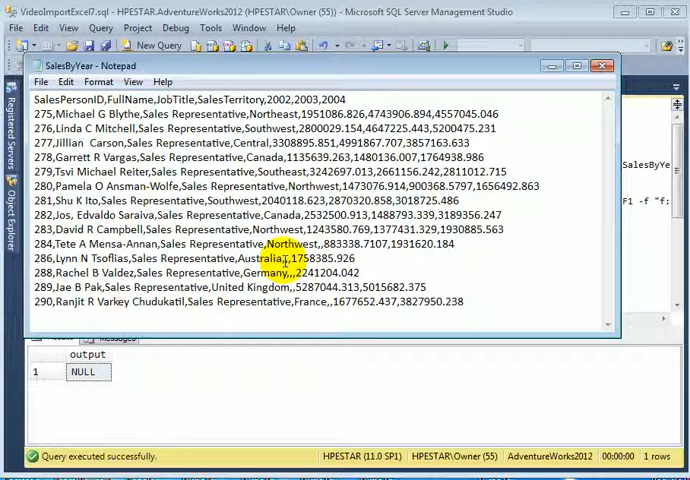 VideoImportExcel7.sql - HPESTAR.AdventureWorks2012 (HPESTAR\Owner (55)) - Microsoft SQL Server Management Studio
File Edit View Query Project Debug Tools Window Help
New Query
SalesByYear - Notepad
File Edit Format View Help
SalesPersonID,FullName,JobTitle,SalesTerritory,2002,2003,2004
275,Michael G Blythe,Sales Representative,Northeast,1951086.826,4743906.894,4557045.046
276,Linda C Mitchell,Sales Representative,Southwest,2800029.154,4647225.443,5200475.231
277,Jillian  Carson,Sales Representative,Central,3308895.851,4991867.707,3857163.633
278,Garrett R Vargas,Sales Representative,Canada,1135639.263,1480136.007,1764938.986
279,Tsvi Michael Reiter,Sales Representative,Southeast,3242697.013,2661156.242,2811012.715
280,Pamela O Ansman-Wolfe,Sales Representative,Northwest,1473076.914,900368.5797,1656492.863
281,Shu K Ito,Sales Representative,Southwest,2040118.623,2870320.858,3018725.486
282,Jos‚ Edvaldo Saraiva,Sales Representative,Canada,2532500.913,1488793.339,3189356.247
283,David R Campbell,Sales Representative,Northwest,1243580.769,1377431.329,1930885.563
284,Tete A Mensa-Annan,Sales Representative,Northwest,,883338.7107,1931620.184
286,Lynn N Tsoflias,Sales Representative,Australia,,,1758385.926
288,Rachel B Valdez,Sales Representative,Germany,,,2241204.042
289,Jae B Pak,Sales Representative,United Kingdom,,5287044.313,5015682.375
290,Ranjit R Varkey Chudukatil,Sales Representative,France,,1677652.437,3827950.238
Registered Servers
Object Explorer
SalesByYe
F1 -f "f:
Messages
output
1 NULL
Query executed successfully. HPESTAR (11.0 SP1) HPESTAR\Owner (55) AdventureWorks2012 00:00:00 1 rows